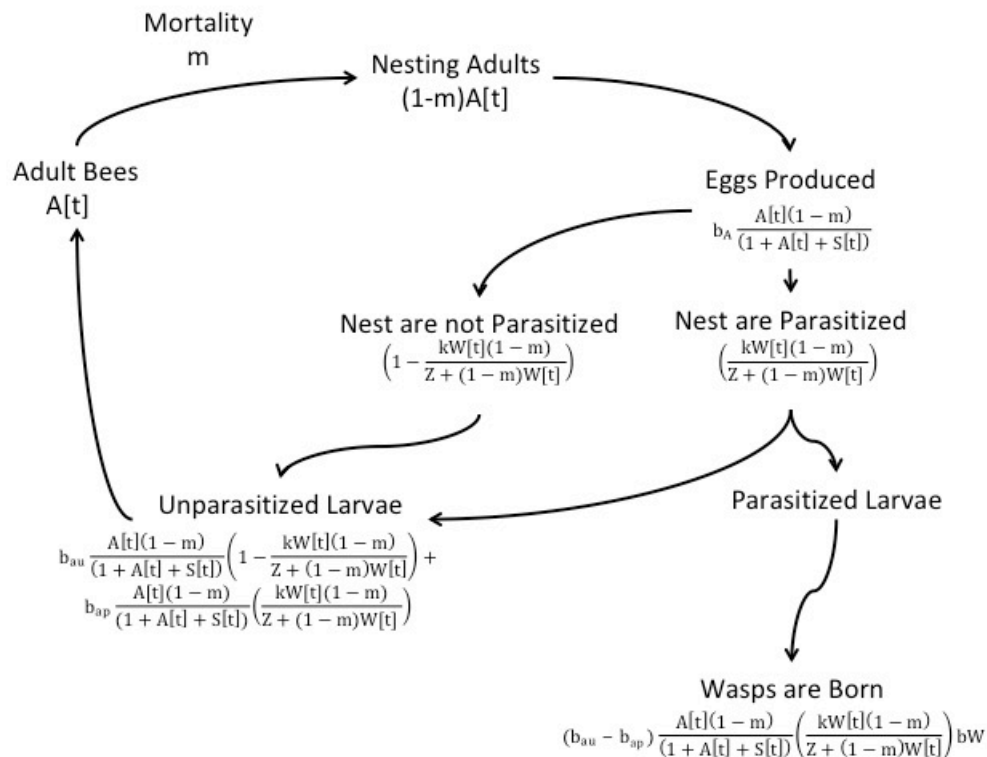 Mortality
m
Nesting Adults
(1-m)A[t]
Adult Bees
A[t]
Eggs Produced
b_A A[t](1 − m) / (1 + A[t] + S[t])
Nest are not Parasitized
(1 − kW[t](1 − m) / Z + (1 − m)W[t])
Nest are Parasitized
(kW[t](1 − m) / Z + (1 − m)W[t])
Unparasitized Larvae
b_au A[t](1 − m) / (1 + A[t] + S[t]) (1 − kW[t](1 − m) / Z + (1 − m)W[t]) +
b_ap A[t](1 − m) / (1 + A[t] + S[t]) (kW[t](1 − m) / Z + (1 − m)W[t])
Parasitized Larvae
Wasps are Born
(b_au − b_ap) A[t](1 − m) / (1 + A[t] + S[t]) (kW[t](1 − m) / Z + (1 − m)W[t]) bW